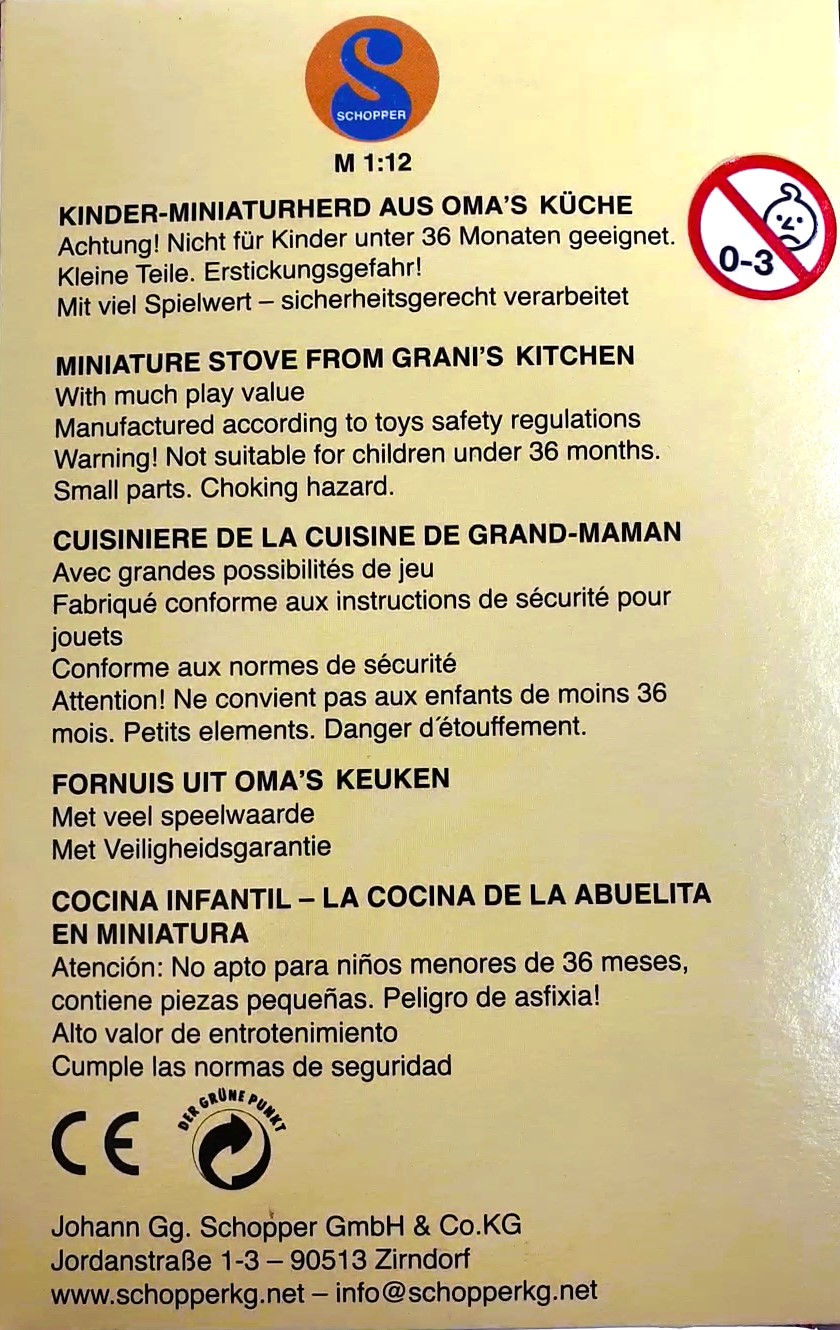 SCHOPPER
M 1:12
0-3
KINDER-MINIATURHERD AUS OMA'S KÜCHE
Achtung! Nicht für Kinder unter 36 Monaten geeignet.
Kleine Teile. Erstickungsgefahr!
Mit viel Spielwert – sicherheitsgerecht verarbeitet
MINIATURE STOVE FROM GRANI'S KITCHEN
With much play value
Manufactured according to toys safety regulations
Warning! Not suitable for children under 36 months.
Small parts. Choking hazard.
CUISINIERE DE LA CUISINE DE GRAND-MAMAN
Avec grandes possibilités de jeu
Fabriqué conforme aux instructions de sécurité pour
jouets
Conforme aux normes de sécurité
Attention! Ne convient pas aux enfants de moins 36
mois. Petits elements. Danger d´étouffement.
FORNUIS UIT OMA'S KEUKEN
Met veel speelwaarde
Met Veiligheidsgarantie
COCINA INFANTIL – LA COCINA DE LA ABUELITA
EN MINIATURA
Atención: No apto para niños menores de 36 meses,
contiene piezas pequeñas. Peligro de asfixia!
Alto valor de entrotenimiento
Cumple las normas de seguridad
CE
DER GRÜNE PUNKT
Johann Gg. Schopper GmbH & Co.KG
Jordanstraße 1-3 – 90513 Zirndorf
www.schopperkg.net – info@schopperkg.net